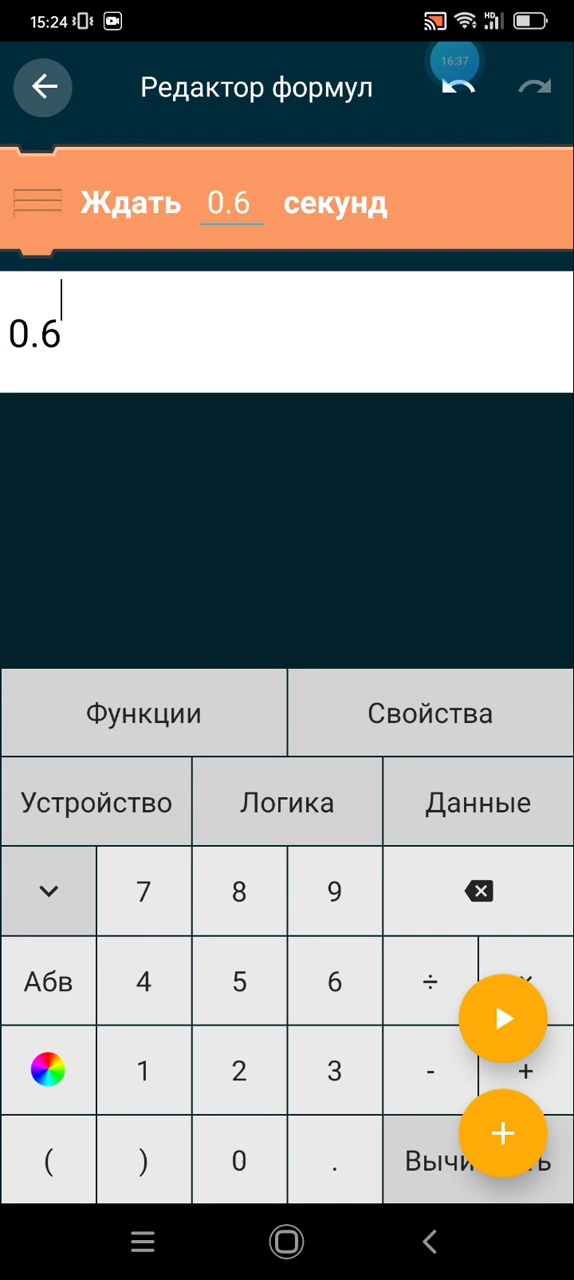 15:24
HD
16:37
Редактор формул
Ждать 0.6 секунд
0.6
Функции Свойства
Устройство Логика Данные
7 8 9
Абв 4 5 6 ÷
1 2 3 - +
( ) 0 .